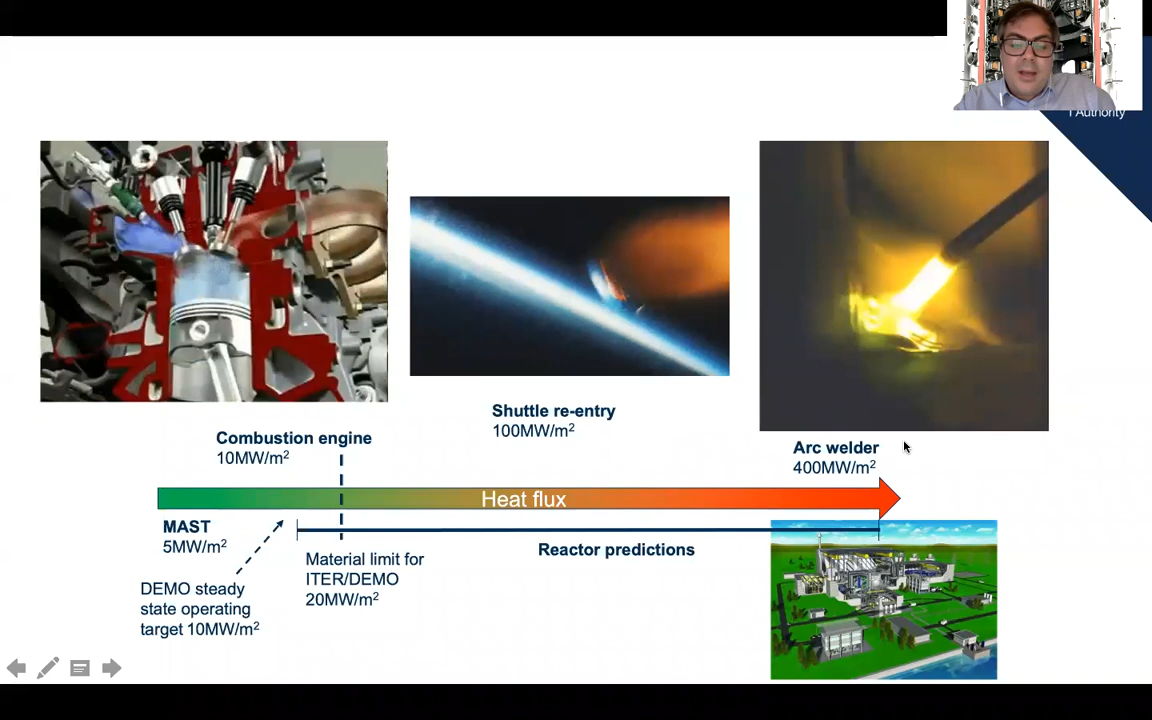 Authority
Shuttle re-entry
100MW/m²
Combustion engine
10MW/m²
Arc welder
400MW/m²
Heat flux
MAST
5MW/m²
Reactor predictions
Material limit for
ITER/DEMO
20MW/m²
DEMO steady
state operating
target 10MW/m²